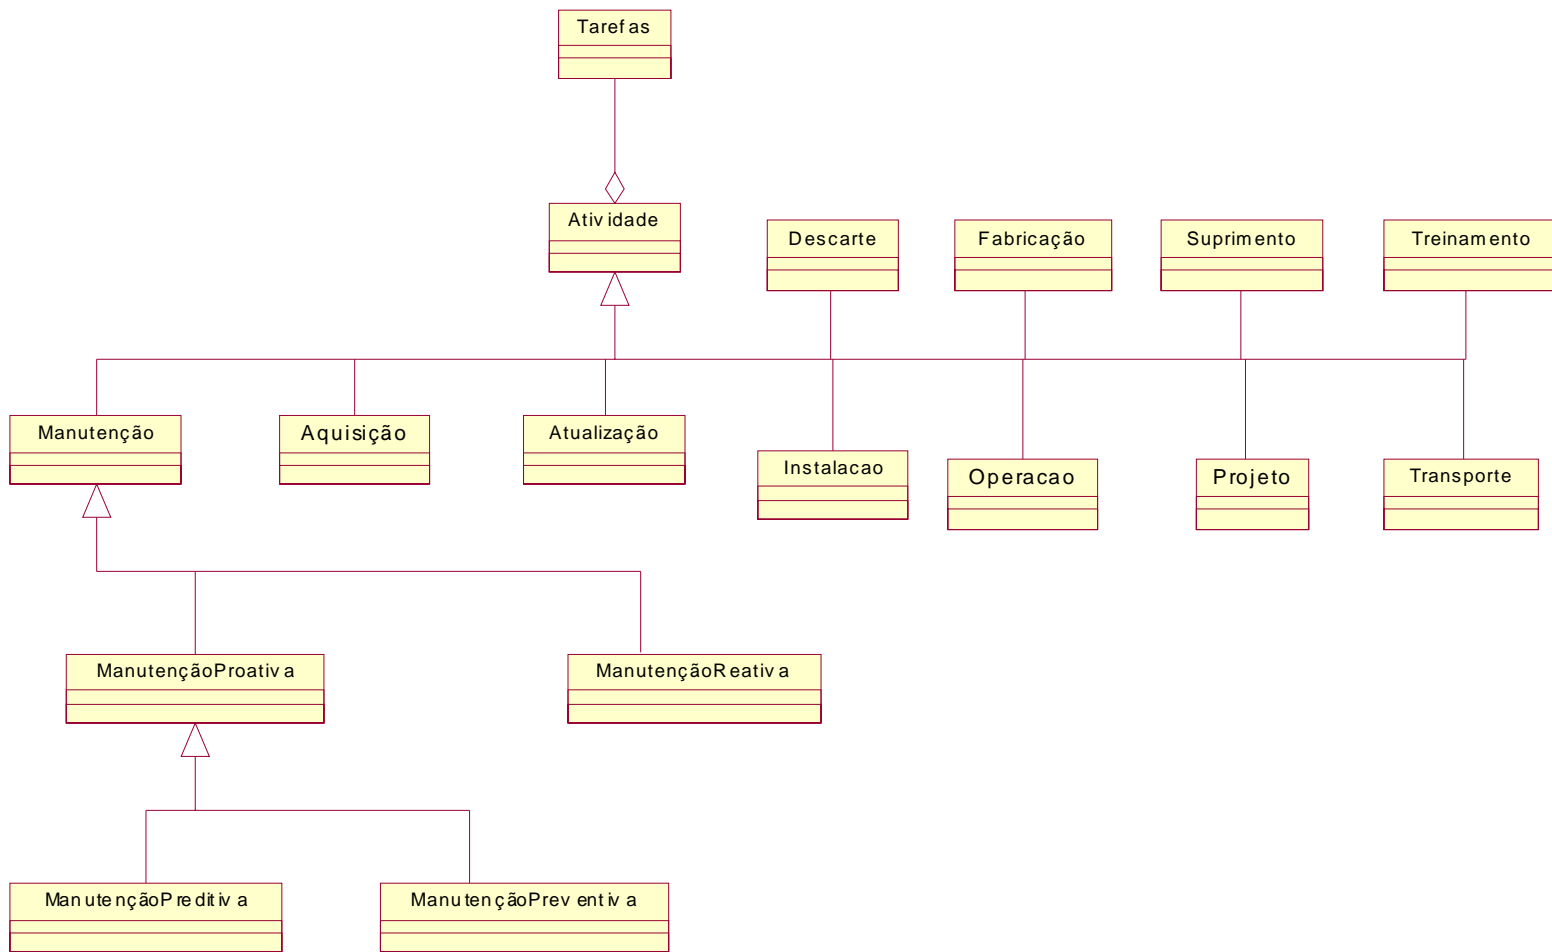 Tarefas
Atividade
Descarte
Fabricação
Suprimento
Treinamento
Manutenção
Aquisição
Atualização
Instalacao
Operacao
Projeto
Transporte
ManutençãoProativa
ManutençãoReativa
ManutençãoPreditiva
ManutençãoPreventiva